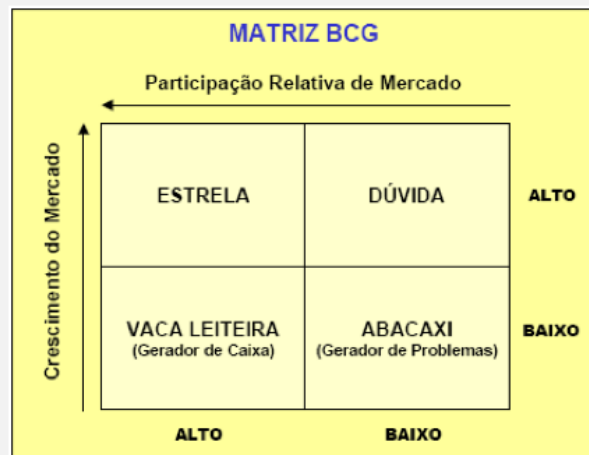 MATRIZ BCG
Participação Relativa de Mercado
Crescimento do Mercado
ESTRELA
DÚVIDA
ALTO
VACA LEITEIRA
(Gerador de Caixa)
ABACAXI
(Gerador de Problemas)
BAIXO
ALTO
BAIXO